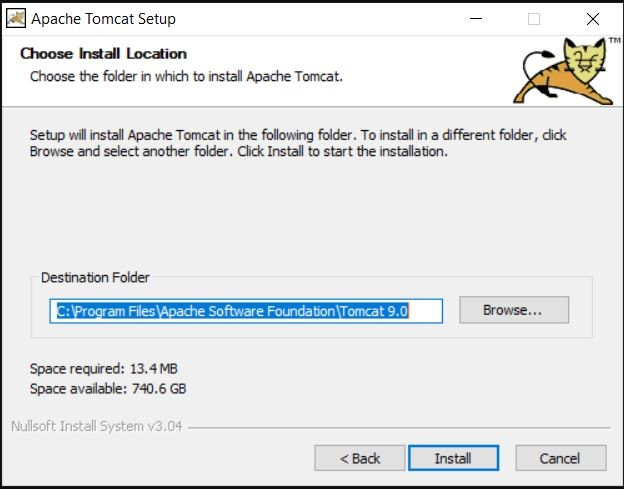 Apache Tomcat Setup
Choose Install Location
Choose the folder in which to install Apache Tomcat.
TM
Setup will install Apache Tomcat in the following folder. To install in a different folder, click
Browse and select another folder. Click Install to start the installation.
Destination Folder
C:\Program Files\Apache Software Foundation\Tomcat 9.0
Browse...
Space required: 13.4 MB
Space available: 740.6 GB
Nullsoft Install System v3.04
< Back
Install
Cancel